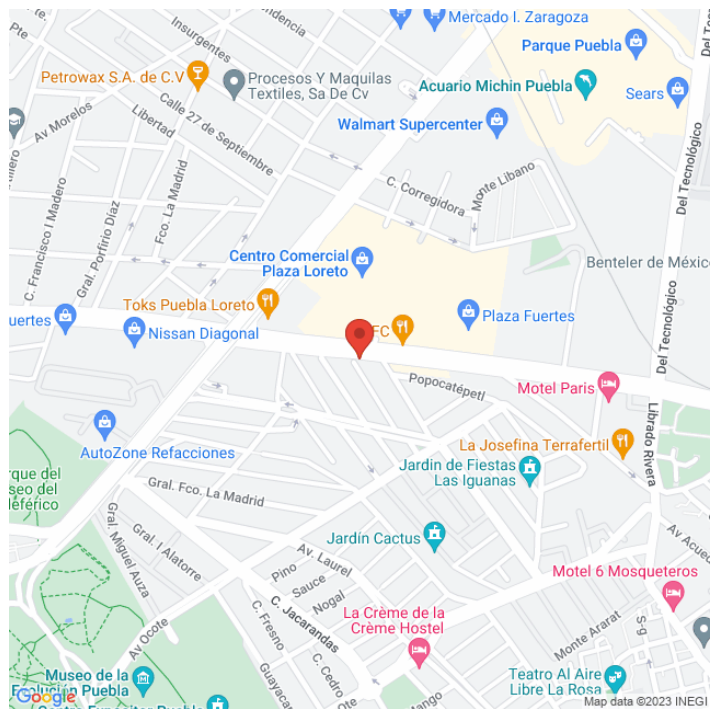 Pte
Insurgentes
Mercado I. Zaragoza
Parque Puebla
Petrowax S.A. de C.V
Procesos Y Maquilas
Textiles, Sa De Cv
Acuario Michin Puebla
Sears
Del Tecnológico
Av Morelos
Calle 27 de Septiembre
Libertad
Walmart Supercenter
C. Corregidora
Monte Libano
Fco. La Madrid
Gral. Porfirio Díaz
C. Francisco I Madero
Del Tecnológico
Centro Comercial
Plaza Loreto
Benteler de Méxic
Toks Puebla Loreto
Nissan Diagonal
Plaza Fuertes
Del Tecnológico
Popocatépetl
Motel Paris
Librado Rivera
AutoZone Refacciones
La Josefina Terrafertil
Jardin de Fiestas
Las Iguanas
Gral. Fco. La Madrid
Gral. Miguel Auza
Gral. I Alatorre
Jardín Cactus
Av. Laurel
Pino
Sauce
Nogal
C. Jacarandas
C. Fresno
C. Cedro
Av Ocote
La Crème de la
Crème Hostel
Motel 6 Mosqueteros
Monte Ararat
S-g
Museo de la
Evolución Puebla
Teatro Al Aire
Libre La Rosa
Google
Map data ©2023 INEGI